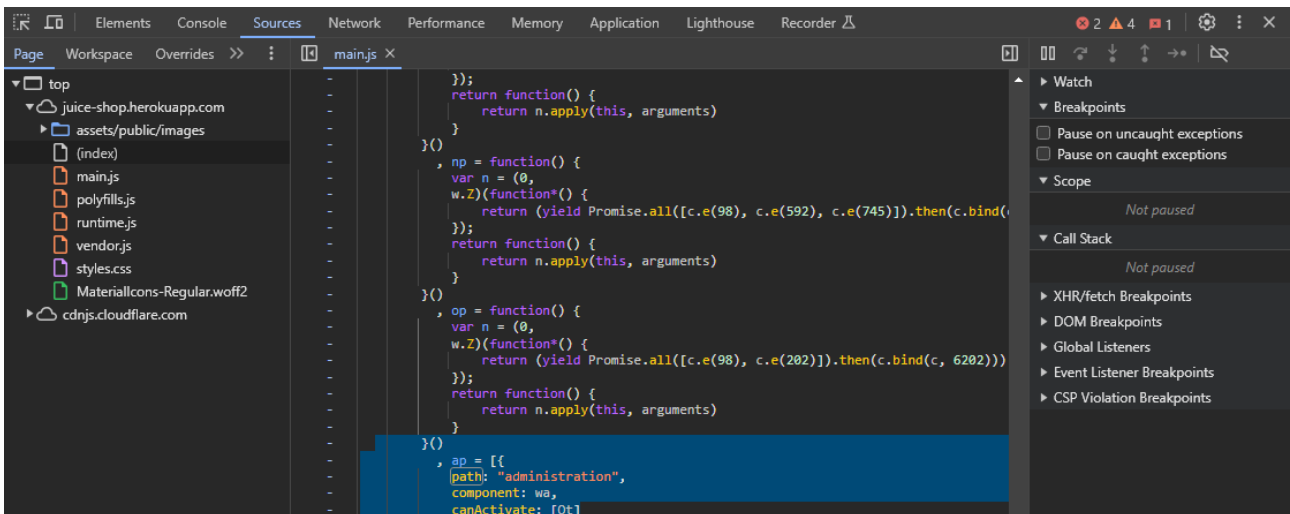 Elements Console Sources Network Performance Memory Application Lighthouse Recorder 2 4 1
Page Workspace Overrides main.js ×
top
juice-shop.herokuapp.com
assets/public/images
(index)
main.js
polyfills.js
runtime.js
vendor.js
styles.css
MaterialIcons-Regular.woff2
cdnjs.cloudflare.com
});
return function() {
return n.apply(this, arguments)
}
}()
, np = function() {
var n = (0,
w.Z)(function*() {
return (yield Promise.all([c.e(98), c.e(592), c.e(745)]).then(c.bind(
});
return function() {
return n.apply(this, arguments)
}
}()
, op = function() {
var n = (0,
w.Z)(function*() {
return (yield Promise.all([c.e(98), c.e(202)]).then(c.bind(c, 6202)))
});
return function() {
return n.apply(this, arguments)
}
}()
, ap = [{
path: "administration",
component: wa,
canActivate: [Qt]
Watch
Breakpoints
Pause on uncaught exceptions
Pause on caught exceptions
Scope
Not paused
Call Stack
Not paused
XHR/fetch Breakpoints
DOM Breakpoints
Global Listeners
Event Listener Breakpoints
CSP Violation Breakpoints